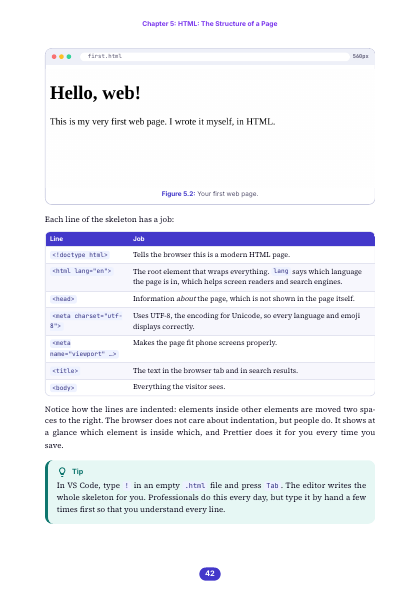 Chapter 5: HTML: The Structure of a Page
first.html
560px
Hello, web!
This is my very first web page. I wrote it myself, in HTML.
Figure 5.2: Your first web page.
Each line of the skeleton has a job:
Line Job
<!doctype html> Tells the browser this is a modern HTML page.
<html lang="en"> The root element that wraps everything. lang says which language
the page is in, which helps screen readers and search engines.
<head> Information about the page, which is not shown in the page itself.
<meta charset="utf- Uses UTF-8, the encoding for Unicode, so every language and emoji
8"> displays correctly.
<meta Makes the page fit phone screens properly.
name="viewport" …>
<title> The text in the browser tab and in search results.
<body> Everything the visitor sees.
Notice how the lines are indented: elements inside other elements are moved two spa-
ces to the right. The browser does not care about indentation, but people do. It shows at
a glance which element is inside which, and Prettier does it for you every time you
save.
Tip
In VS Code, type ! in an empty .html file and press Tab. The editor writes the
whole skeleton for you. Professionals do this every day, but type it by hand a few
times first so that you understand every line.
42